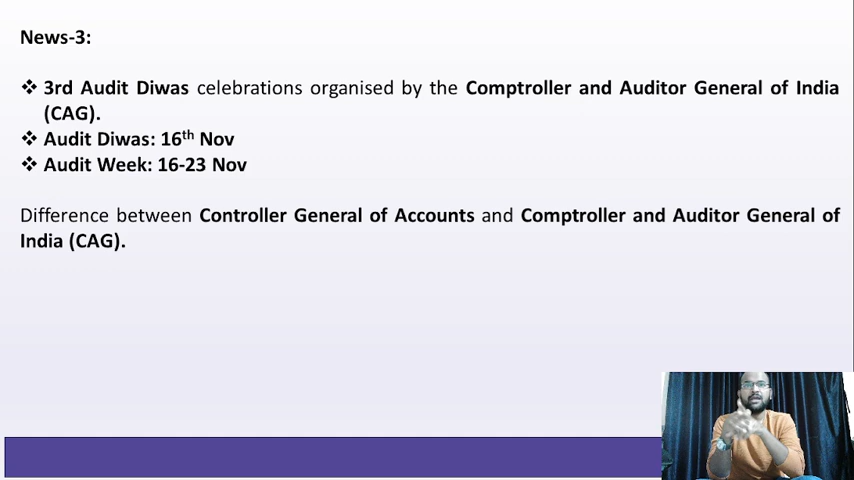 News-3:
❖ 3rd Audit Diwas celebrations organised by the Comptroller and Auditor General of India
(CAG).
❖ Audit Diwas: 16th Nov
❖ Audit Week: 16-23 Nov
Difference between Controller General of Accounts and Comptroller and Auditor General of
India (CAG).